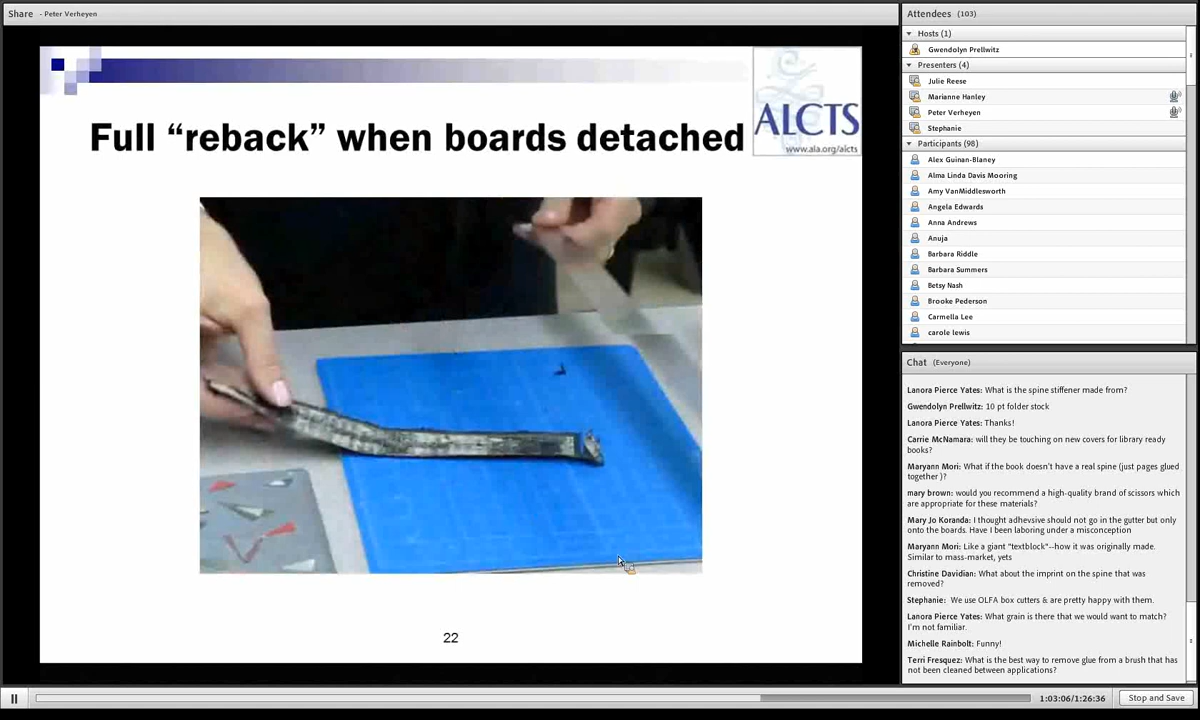 Share - Peter Verheyen
Full “reback” when boards detached
ALCTS
www.ala.org/alcts
22
Attendees (103)
Hosts (1)
Gwendolyn Prellwitz
Presenters (4)
Julie Reese
Marianne Hanley
Peter Verheyen
Stephanie
Participants (98)
Alex Guinan-Blaney
Alma Linda Davis Mooring
Amy VanMiddlesworth
Angela Edwards
Anna Andrews
Anuja
Barbara Riddle
Barbara Summers
Betsy Nash
Brooke Pederson
Carmella Lee
carole lewis
Chat (Everyone)
Lanora Pierce Yates: What is the spine stiffener made from?
Gwendolyn Prellwitz: 10 pt folder stock
Lanora Pierce Yates: Thanks!
Carrie McNamara: will they be touching on new covers for library ready
books?
Maryann Mori: What if the book doesn't have a real spine (just pages glued
together )?
mary brown: would you recommend a high-quality brand of scissors which
are appropriate for these materials?
Mary Jo Koranda: I thought adhevsive should not go in the gutter but only
onto the boards. Have I been laboring under a misconception
Maryann Mori: Like a giant "textblock"--how it was originally made.
Similar to mass-market, yets
Christine Davidian: What about the imprint on the spine that was
removed?
Stephanie: We use OLFA box cutters & are pretty happy with them.
Lanora Pierce Yates: What grain is there that we would want to match?
I'm not familiar.
Michelle Rainbolt: Funny!
Terri Fresquez: What is the best way to remove glue from a brush that has
not been cleaned between applications?
1:03:06/1:26:36
Stop and Save